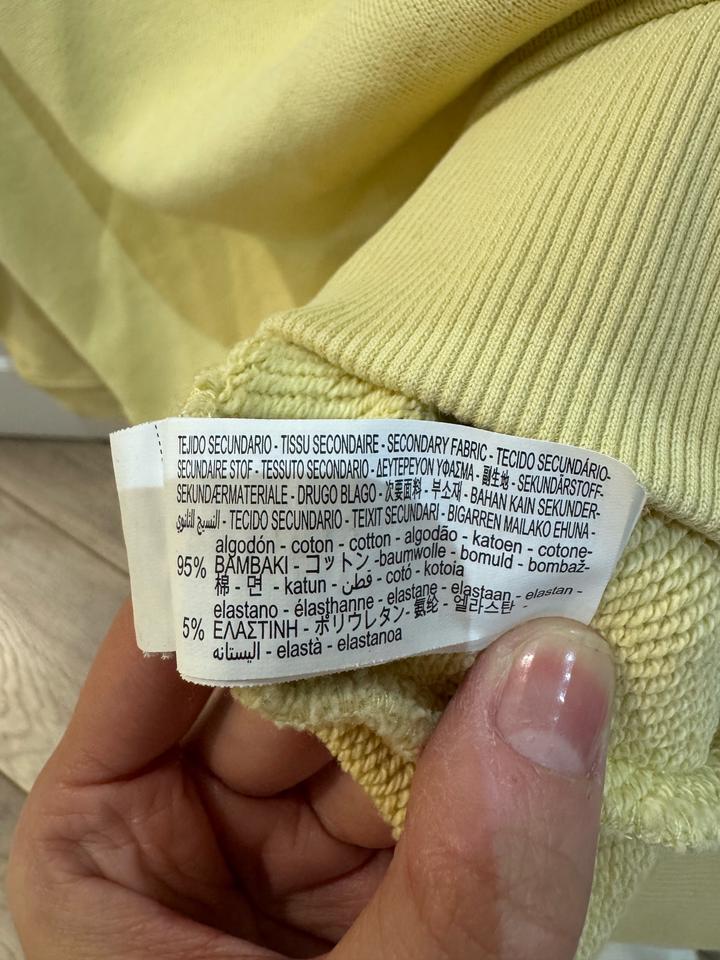 TEJIDO SECUNDARIO - TISSU SECONDAIRE - SECONDARY FABRIC - TECIDO SECUNDÁRIO-
SECUNDAIRE STOF - TESSUTO SECONDARIO - ΔΕΥΤΕΡΕΥΟΝ ΥΦΑΣΜΑ - 副生地 - SEKUNDÄRSTOFF-
SEKUNDÆRMATERIALE - DRUGO BLAGO - 次要面料 - 부소재 - BAHAN KAIN SEKUNDER-
النسيج الثانوي - TECIDO SECUNDARIO - TEIXIT SECUNDARI - BIGARREN MAILAKO EHUNA -
algodón - coton - cotton - algodão - katoen - cotone-
95% BAMBAKI - コットン -baumwolle - bomuld - bombaž-
棉 - 면 - katun - قطن - cotó - kotoia
elastano - élasthanne - elastane - elastaan - elastan -
5% ΕΛΑΣΤΙΝΗ - ポリウレタン- 氨纶 - 엘라스탄 -
اليستانه - elastà - elastanoa